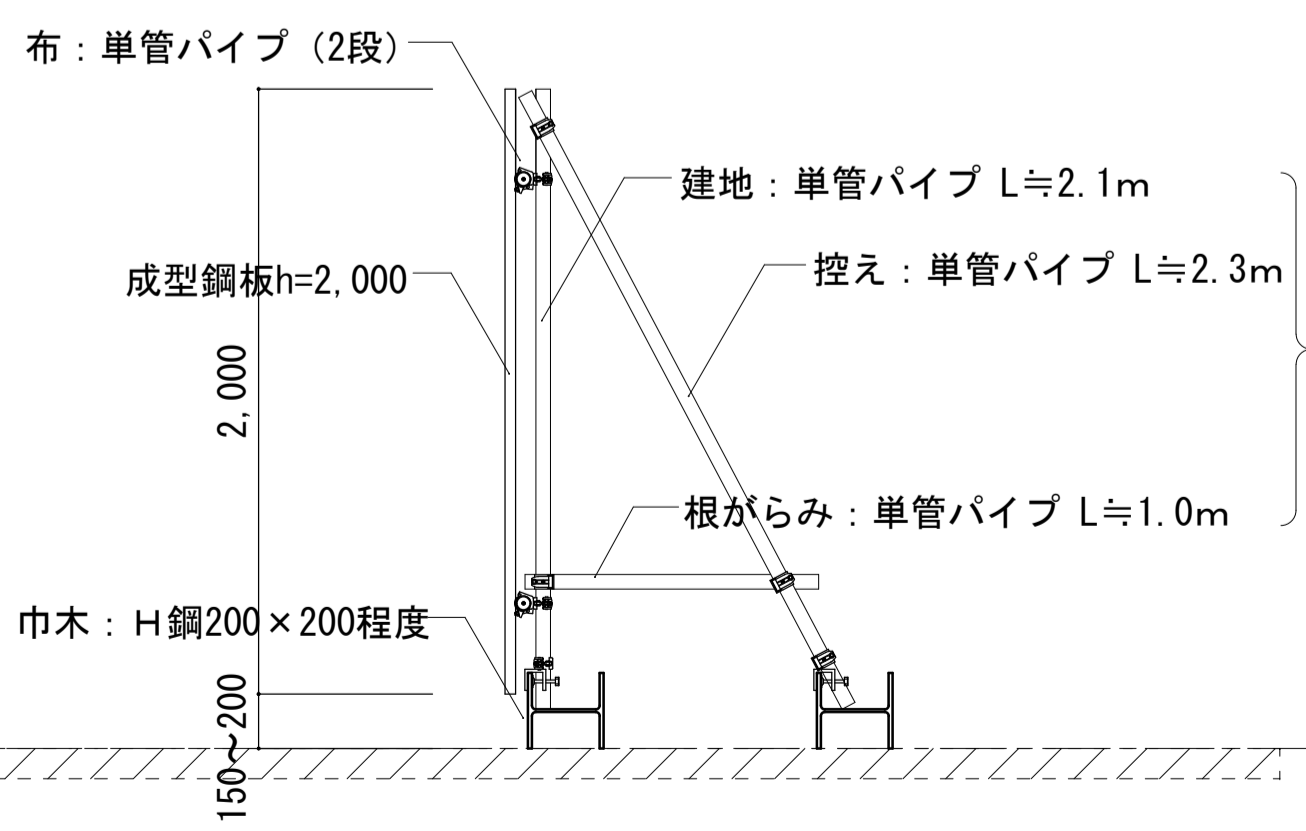 布：単管パイプ（2段）
建地：単管パイプ L≒2.1m
控え：単管パイプ L≒2.3m
成型鋼板h=2,000
2,000
根がらみ：単管パイプ L≒1.0m
巾木：H鋼200×200程度
150～200